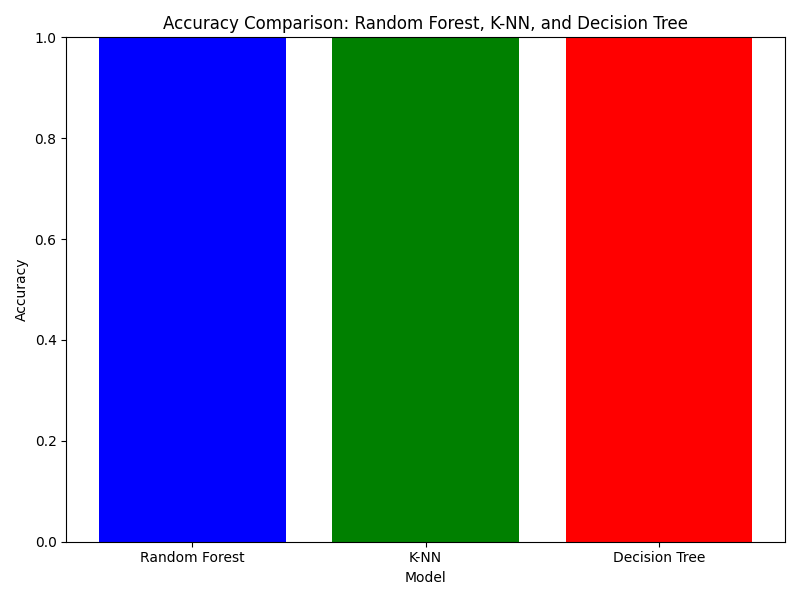 Accuracy Comparison: Random Forest, K-NN, and Decision Tree
1.0
0.8
0.6
0.4
0.2
0.0
Accuracy
Random Forest K-NN Decision Tree
Model